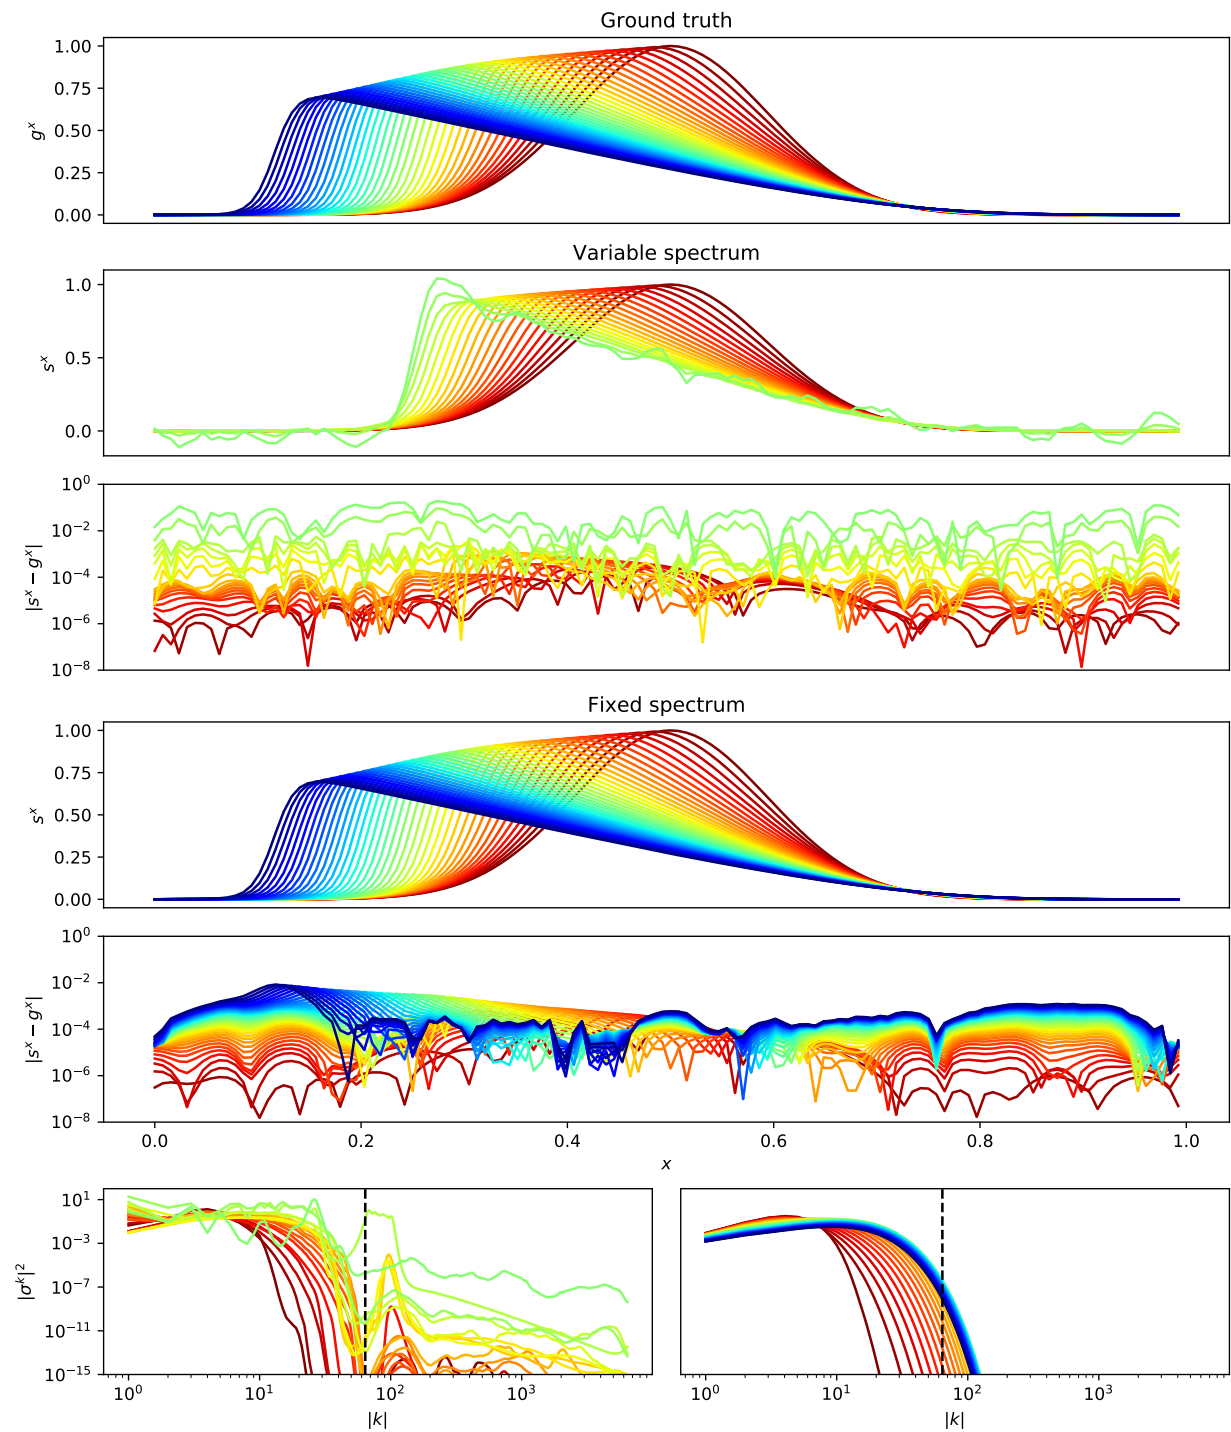 Ground truth
1.00
0.75
0.50
0.25
0.00
g^x
Variable spectrum
1.0
0.5
0.0
s^x
10^0
10^−2
10^−4
10^−6
10^−8
|s^x − g^x|
Fixed spectrum
1.00
0.75
0.50
0.25
0.00
s^x
10^0
10^−2
10^−4
10^−6
10^−8
|s^x − g^x|
0.0 0.2 0.4 0.6 0.8 1.0
x
10^1
10^−3
10^−7
10^−11
10^−15
|σ^k|^2
10^0 10^1 10^2 10^3
|k|
10^0 10^1 10^2 10^3
|k|